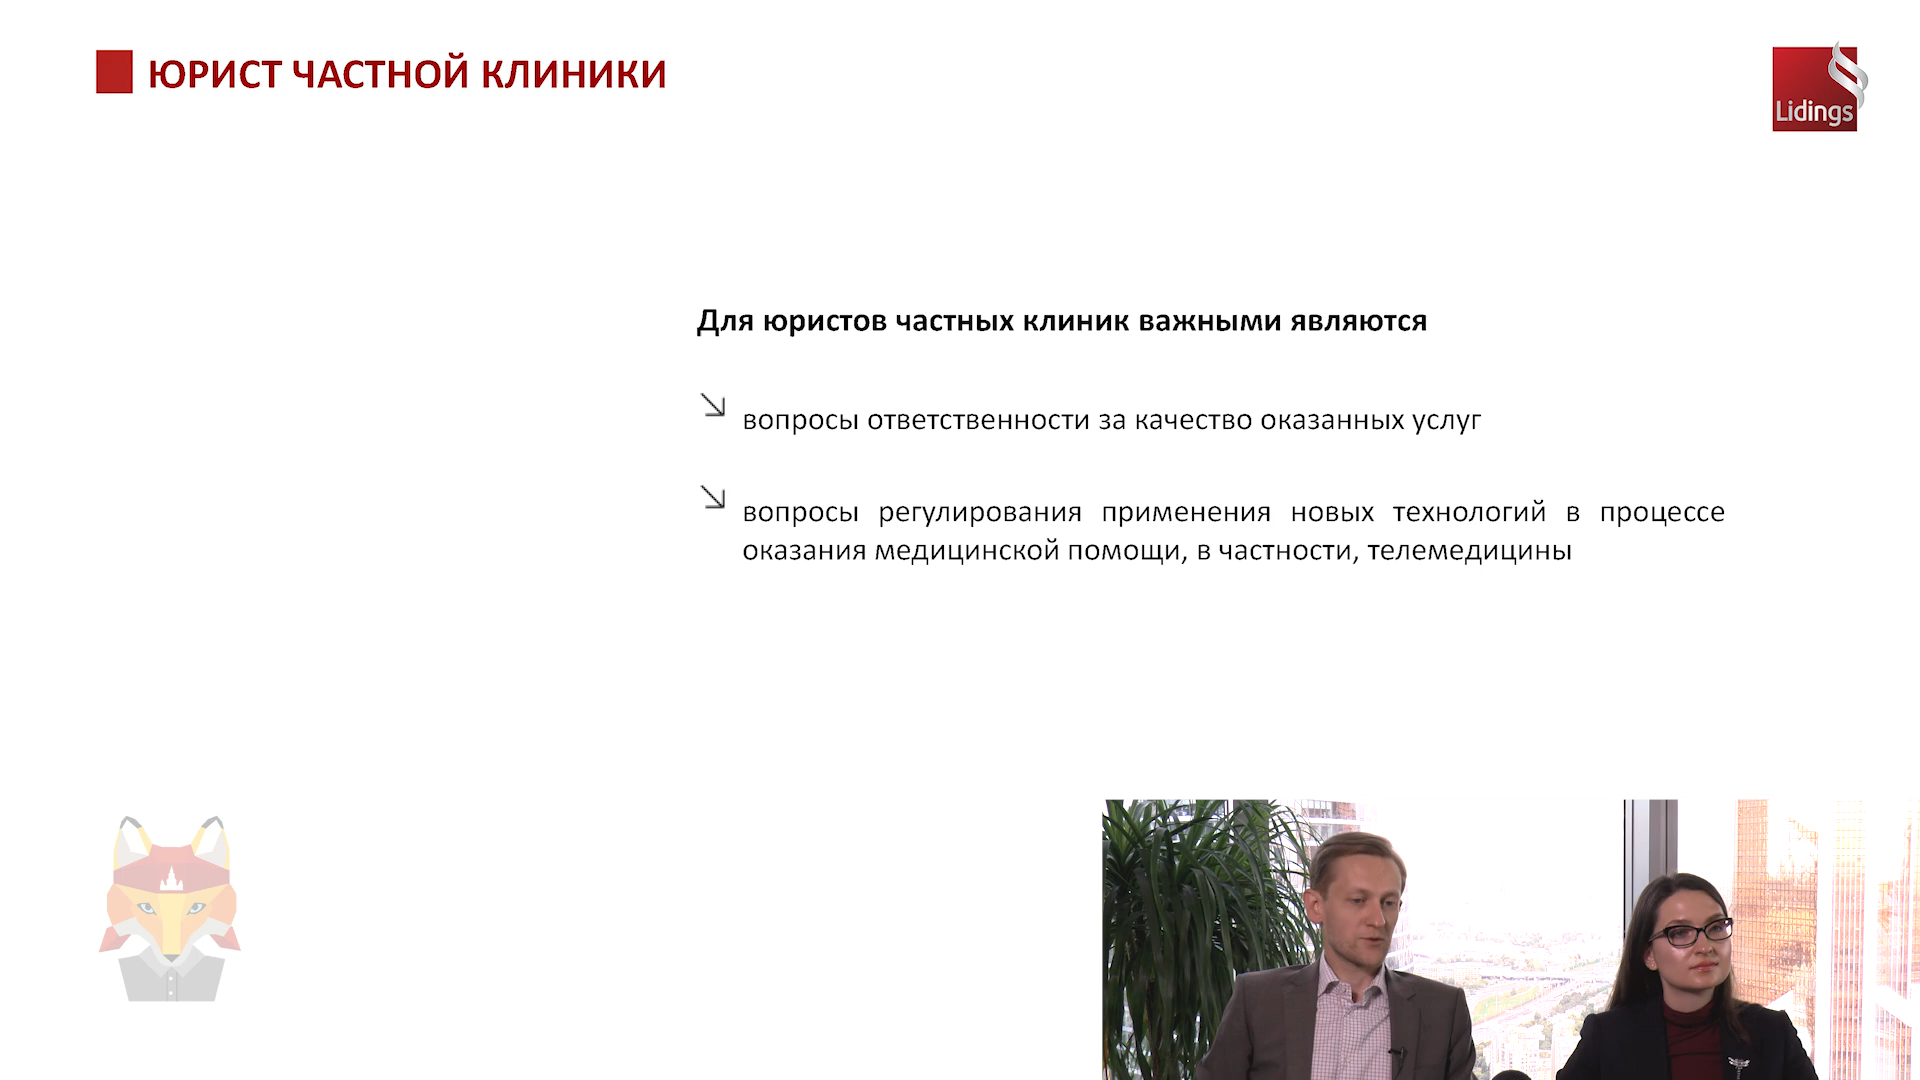 ЮРИСТ ЧАСТНОЙ КЛИНИКИ
Lidings
Для юристов частных клиник важными являются
вопросы ответственности за качество оказанных услуг
вопросы регулирования применения новых технологий в процессе
оказания медицинской помощи, в частности, телемедицины